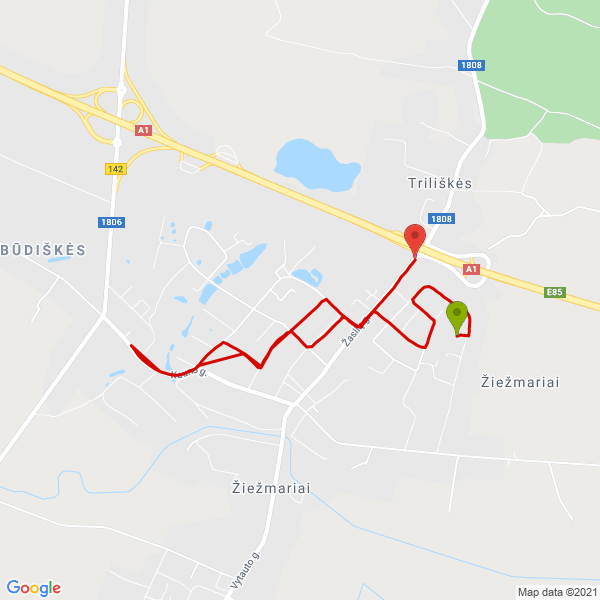 1808
A1
142
Triliškės
1806
1808
BŪDIŠKĖS
A1
E85
Žaslių g.
Kauno g.
Žiežmariai
Žiežmariai
Vytauto g.
Google
Map data ©2021